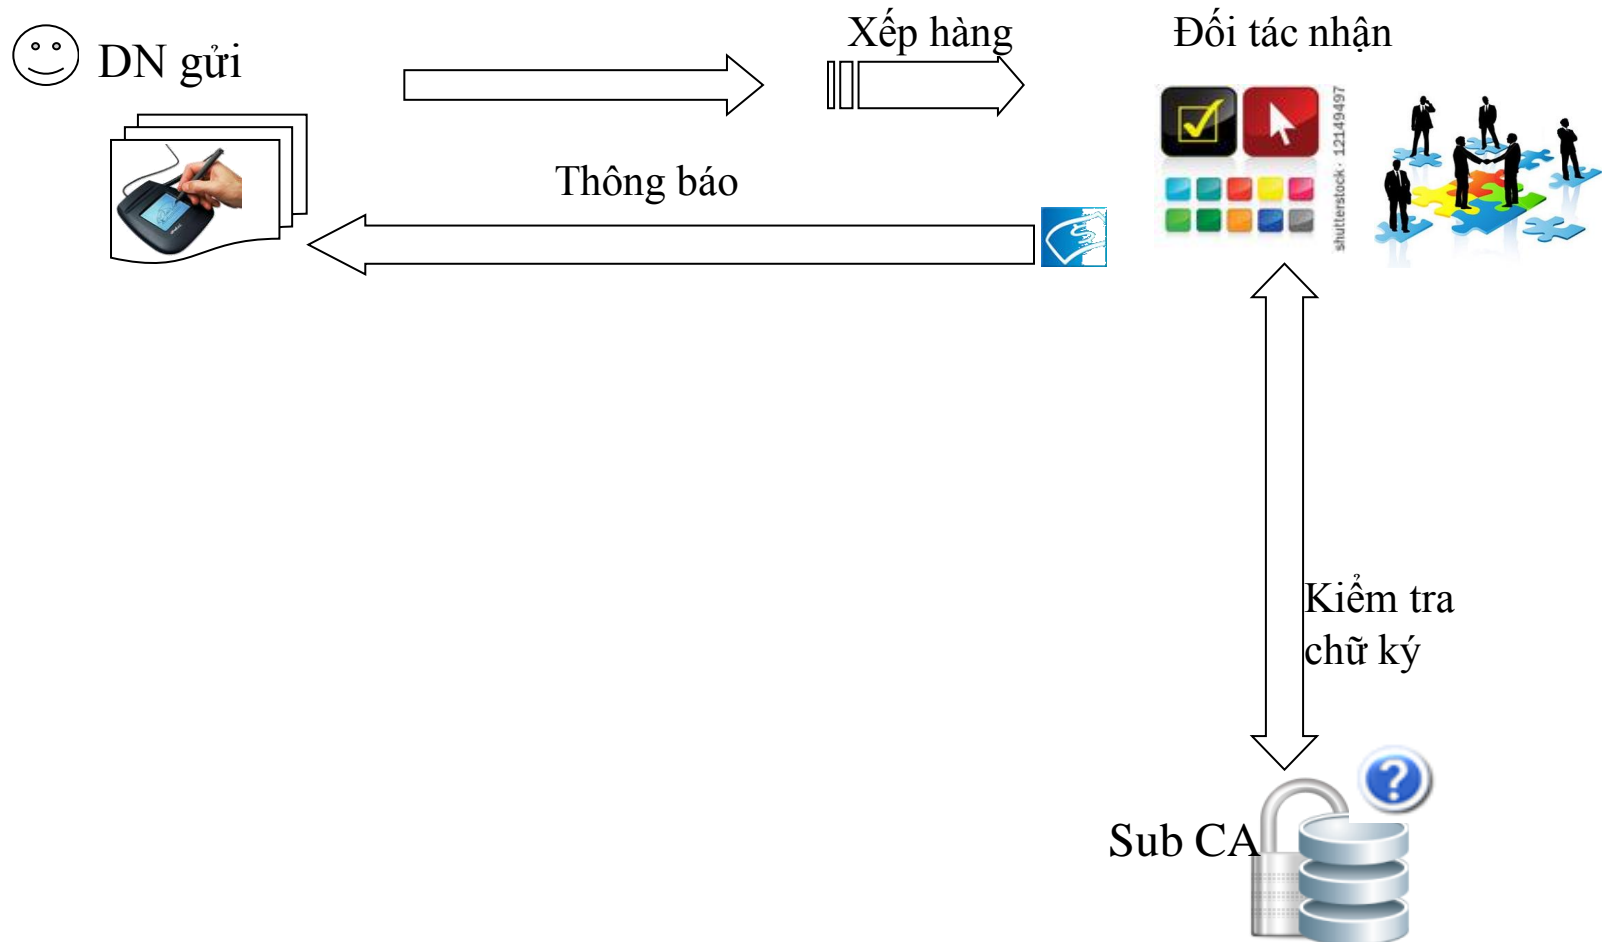 DN gửi
Xếp hàng
Đối tác nhận
Thông báo
shutterstock · 12149497
Kiểm tra
chữ ký
Sub CA